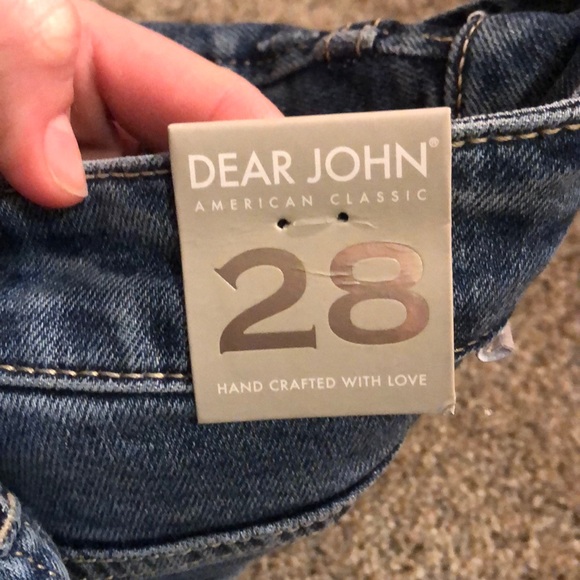 DEAR JOHN®
AMERICAN CLASSIC
28
HAND CRAFTED WITH LOVE